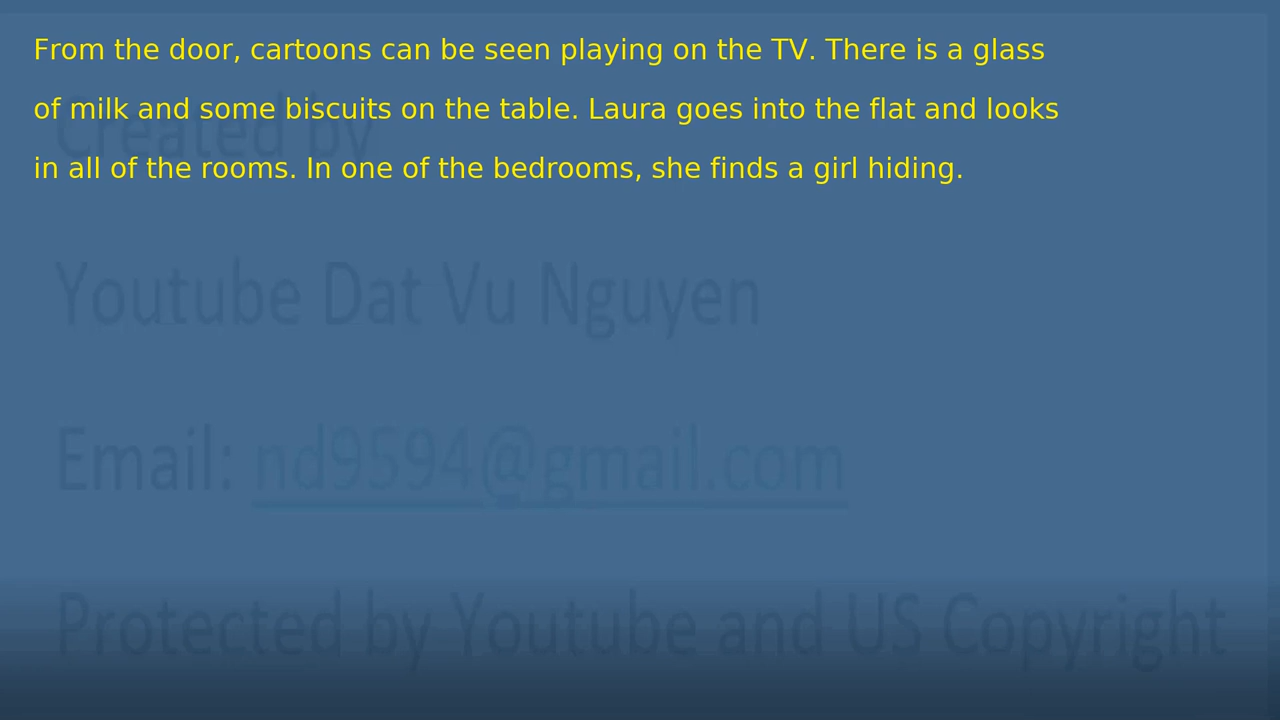 From the door, cartoons can be seen playing on the TV. There is a glass
of milk and some biscuits on the table. Laura goes into the flat and looks
in all of the rooms. In one of the bedrooms, she finds a girl hiding.
Created by
Youtube Dat Vu Nguyen
Email: nd9594@gmail.com
Protected by Youtube and US Copyright